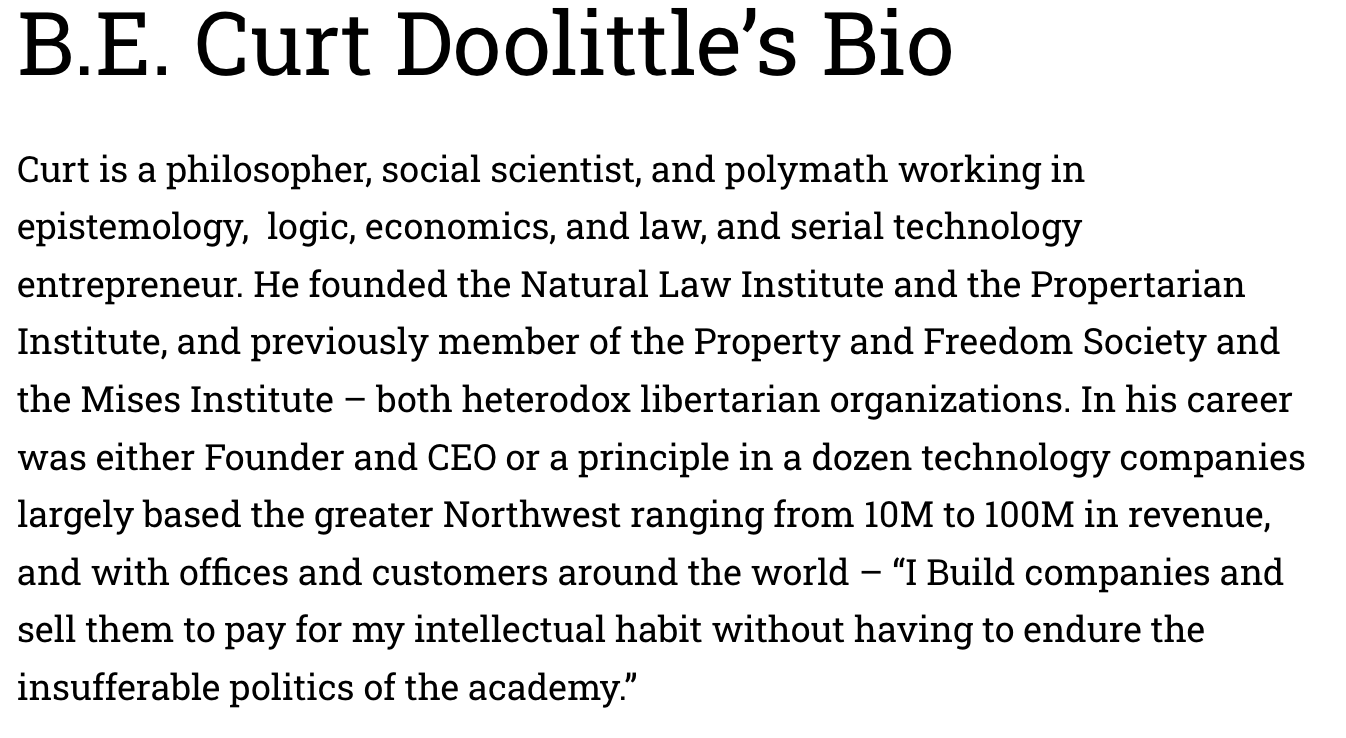 B.E. Curt Doolittle’s Bio
Curt is a philosopher, social scientist, and polymath working in
epistemology,  logic, economics, and law, and serial technology
entrepreneur. He founded the Natural Law Institute and the Propertarian
Institute, and previously member of the Property and Freedom Society and
the Mises Institute – both heterodox libertarian organizations. In his career
was either Founder and CEO or a principle in a dozen technology companies
largely based the greater Northwest ranging from 10M to 100M in revenue,
and with offices and customers around the world – “I Build companies and
sell them to pay for my intellectual habit without having to endure the
insufferable politics of the academy.”